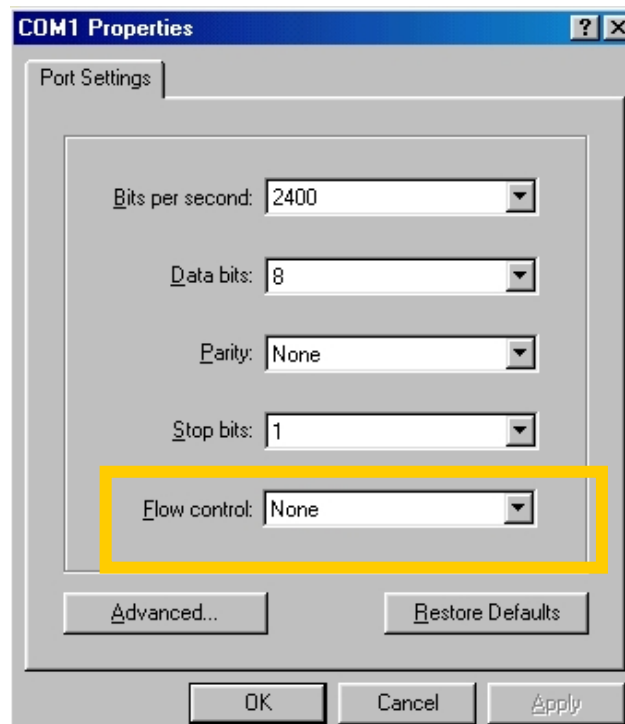 COM1 Properties
Port Settings
Bits per second: 2400
Data bits: 8
Parity: None
Stop bits: 1
Flow control: None
Advanced... Restore Defaults
OK Cancel Apply